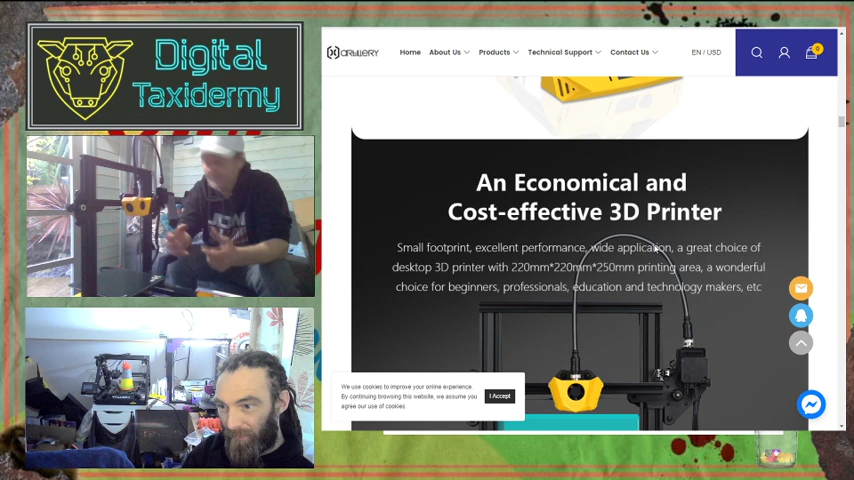 Digital
Taxidermy
ARTILLERY
Home About Us Products Technical Support Contact Us EN / USD 0
An Economical and
Cost-effective 3D Printer
Small footprint, excellent performance, wide application, a great choice of
desktop 3D printer with 220mm*220mm*250mm printing area, a wonderful
choice for beginners, professionals, education and technology makers, etc
We use cookies to improve your online experience.
By continuing browsing this website, we assume you
agree our use of cookies.
I Accept